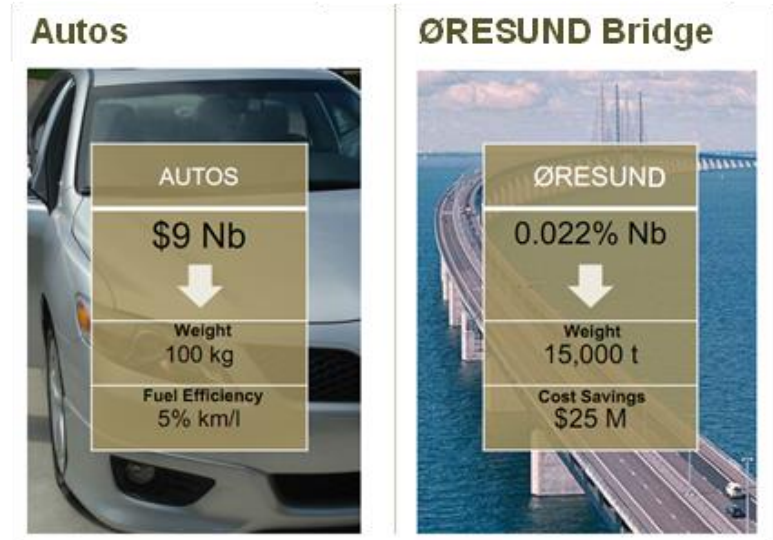 Autos
AUTOS
$9 Nb
Weight
100 kg
Fuel Efficiency
5% km/l
ØRESUND Bridge
ØRESUND
0.022% Nb
Weight
15,000 t
Cost Savings
$25 M